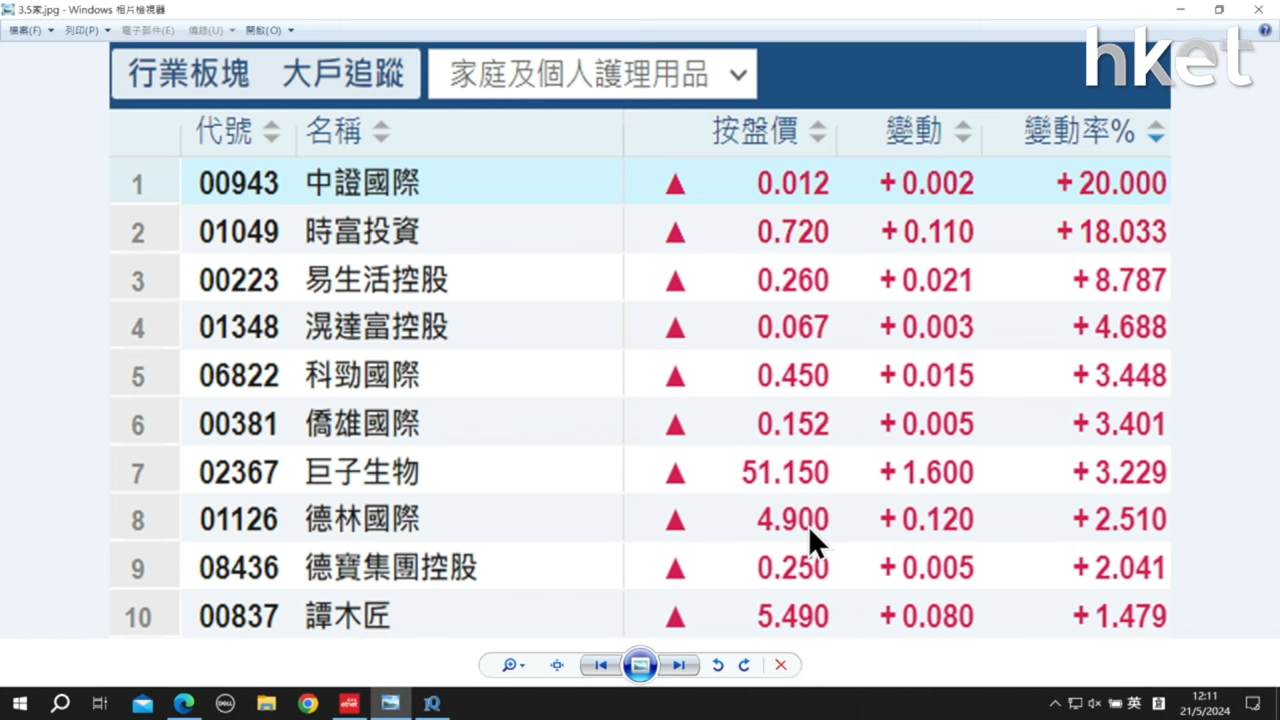 3.5家.jpg - Windows 相片檢視器
檔案(F) 列印(P) 電子郵件(E) 燒錄(U) 開啟(O)
hket
行業板塊 大戶追蹤 家庭及個人護理用品
代號 名稱 按盤價 變動 變動率%
1 00943 中證國際 ▲ 0.012 +0.002 +20.000
2 01049 時富投資 ▲ 0.720 +0.110 +18.033
3 00223 易生活控股 ▲ 0.260 +0.021 +8.787
4 01348 滉達富控股 ▲ 0.067 +0.003 +4.688
5 06822 科勁國際 ▲ 0.450 +0.015 +3.448
6 00381 僑雄國際 ▲ 0.152 +0.005 +3.401
7 02367 巨子生物 ▲ 51.150 +1.600 +3.229
8 01126 德林國際 ▲ 4.900 +0.120 +2.510
9 08436 德寶集團控股 ▲ 0.250 +0.005 +2.041
10 00837 譚木匠 ▲ 5.490 +0.080 +1.479
DELL etnet IQ 英 12:11
21/5/2024